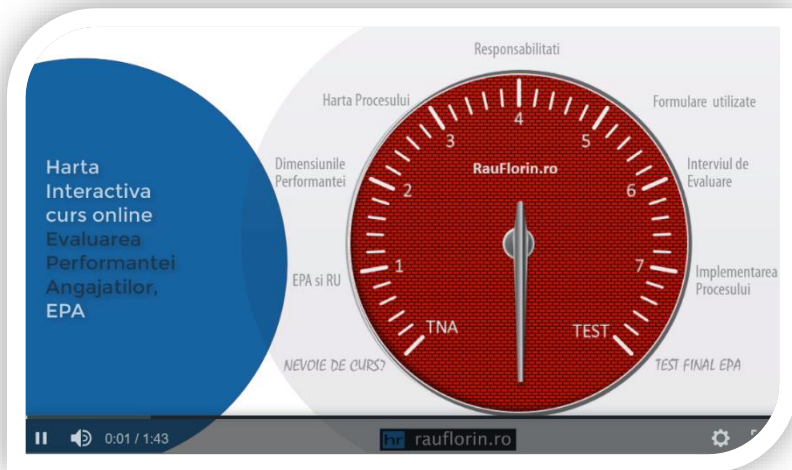 Harta
Interactiva
curs online
Evaluarea
Performantei
Angajatilor,
EPA
Responsabilitati
Harta Procesului
Formulare utilizate
Dimensiunile
Performantei
Interviul de
Evaluare
EPA si RU
Implementarea
Procesului
NEVOIE DE CURS?
TEST FINAL EPA
RauFlorin.ro
TNA
1
2
3
4
5
6
7
TEST
0:01 / 1:43
hr rauflorin.ro